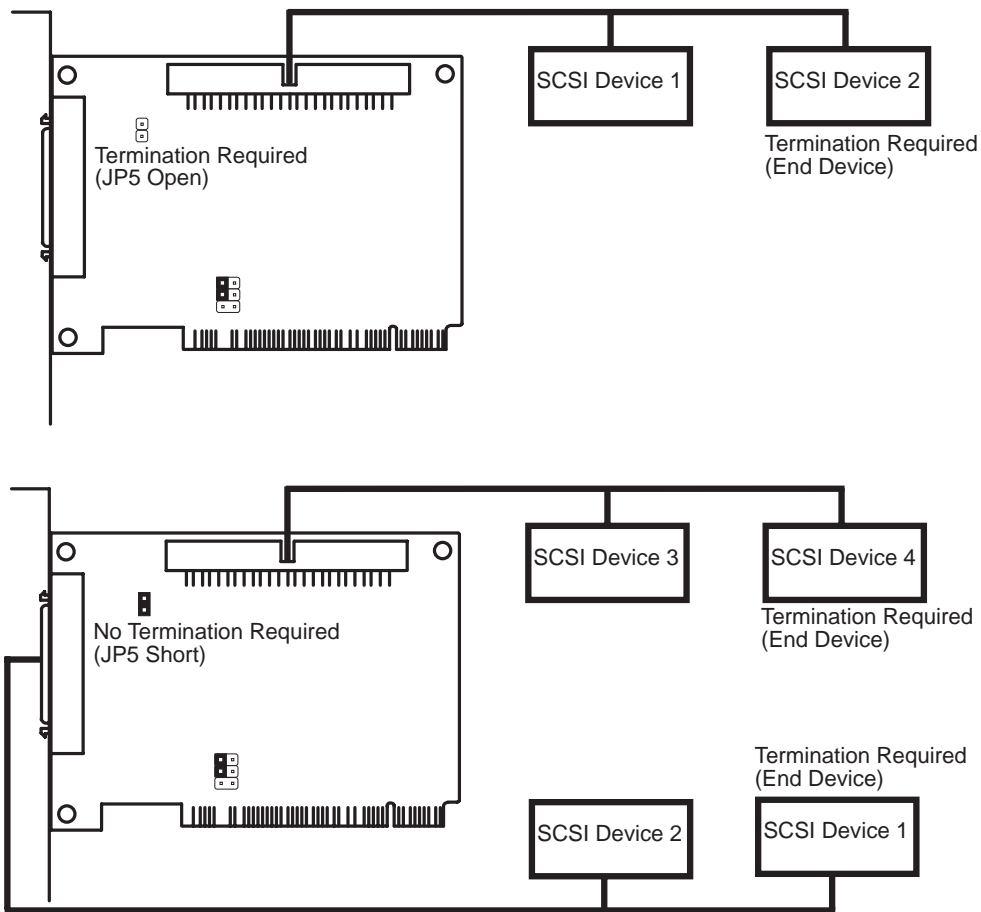 SCSI Device 1
SCSI Device 2
Termination Required
(End Device)
Termination Required
(JP5 Open)
SCSI Device 3
SCSI Device 4
Termination Required
(End Device)
No Termination Required
(JP5 Short)
Termination Required
(End Device)
SCSI Device 2
SCSI Device 1